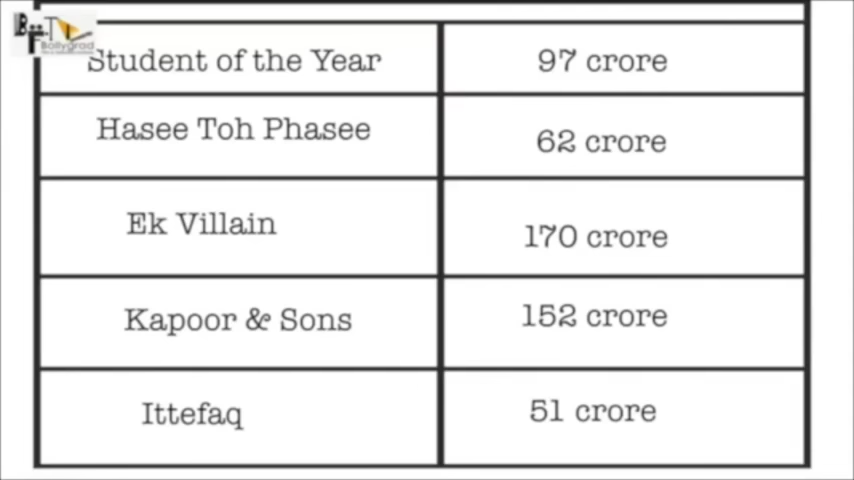 Bollygrad
Student of the Year 97 crore
Hasee Toh Phasee 62 crore
Ek Villain 170 crore
Kapoor & Sons 152 crore
Ittefaq 51 crore